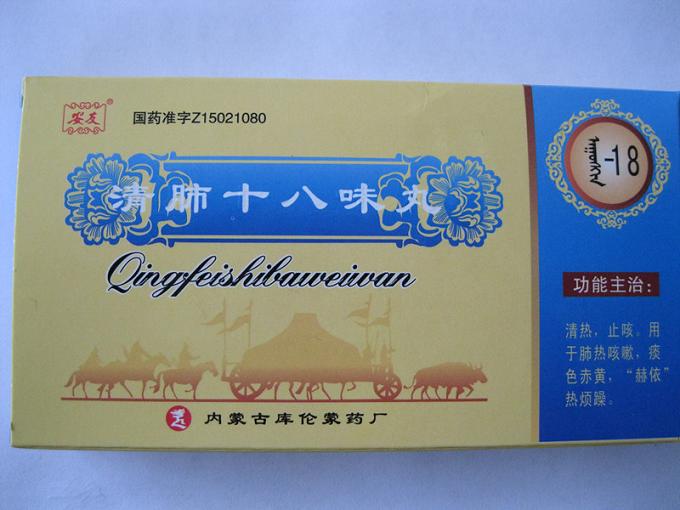 安友®
国药准字Z15021080
清肺十八味丸
Qingfeishibaweiwan
内蒙古库伦蒙药厂
-18
功能主治：
清热，止咳。用
于肺热咳嗽，痰
色赤黄，“赫依”
热烦躁。